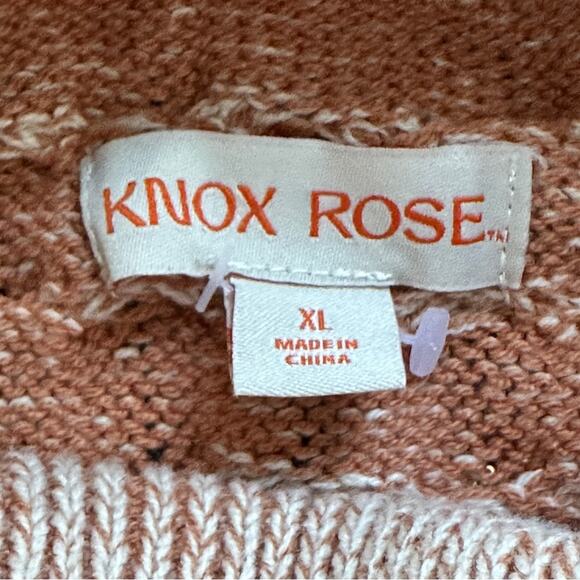 KNOX ROSE™
XL
MADE IN
CHINA